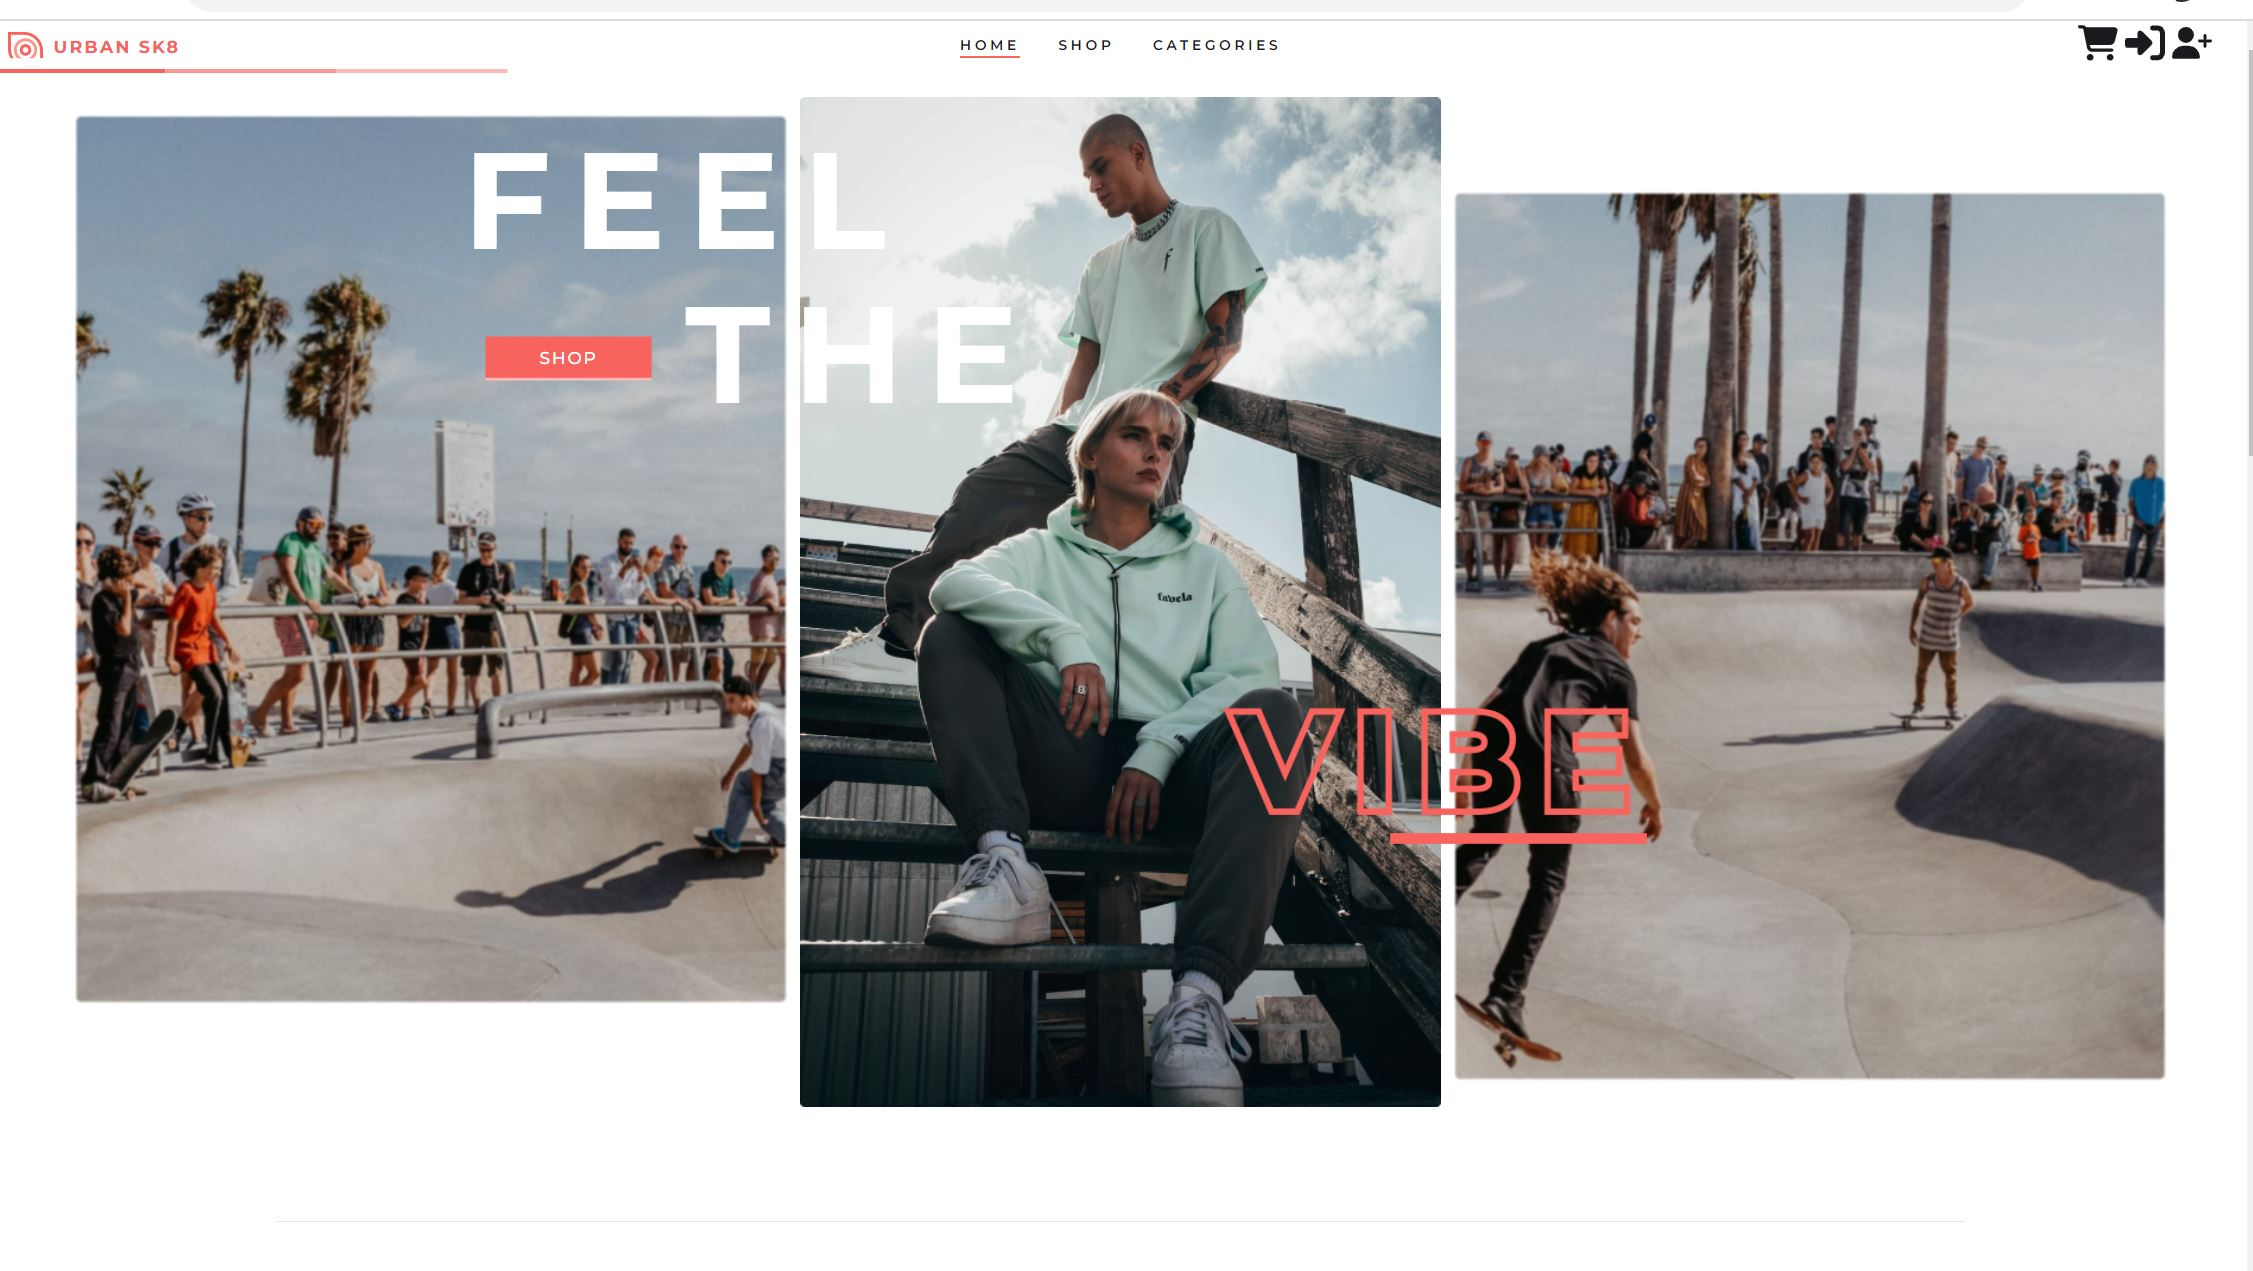 URBAN SK8
HOME SHOP CATEGORIES
FEEL
THE
SHOP
favela
VIBE